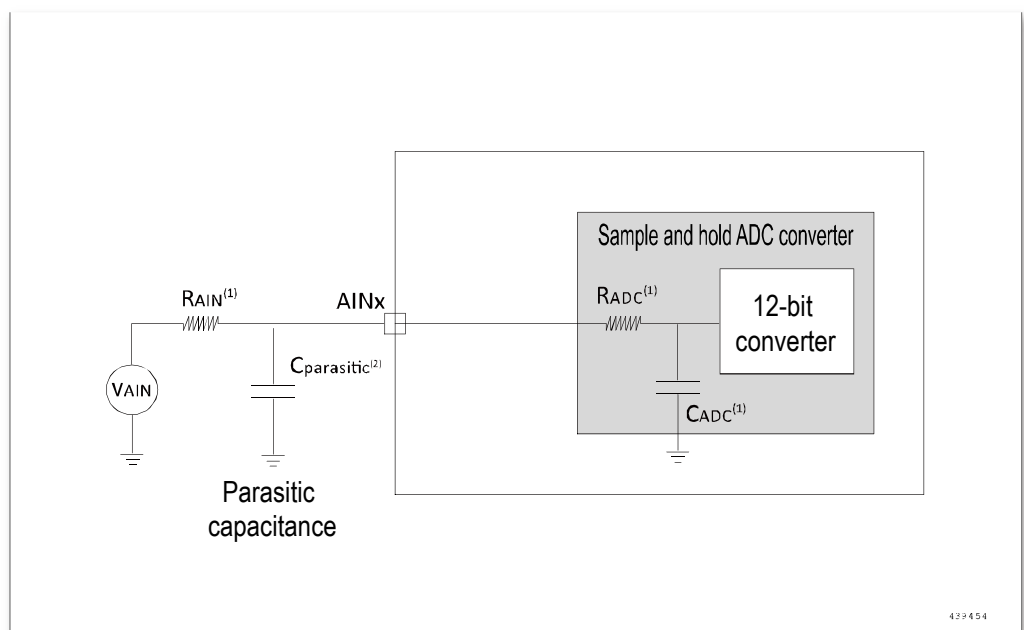 Sample and hold ADC converter
RAIN(1)
AINx
RADC(1)
12-bit
converter
Cparasitic(2)
VAIN
CADC(1)
Parasitic
capacitance
439454